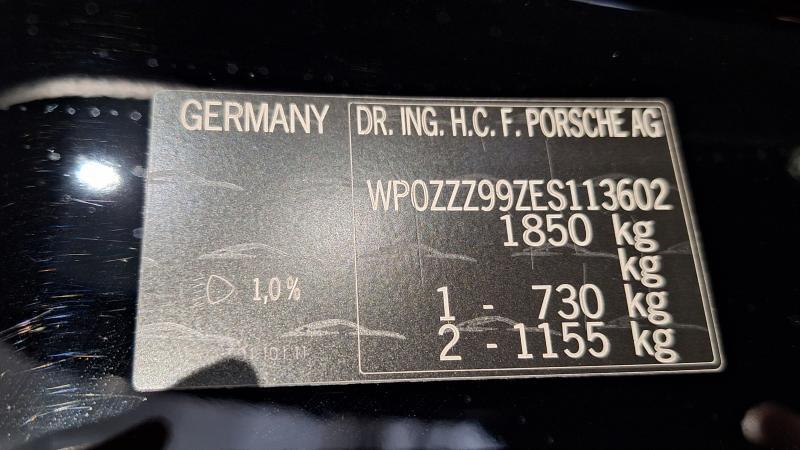 GERMANY
DR. ING. H.C. F. PORSCHE AG
WP0ZZZ99ZES113602
1850 kg
kg
1 - 730 kg
2 - 1155 kg
1,0 %